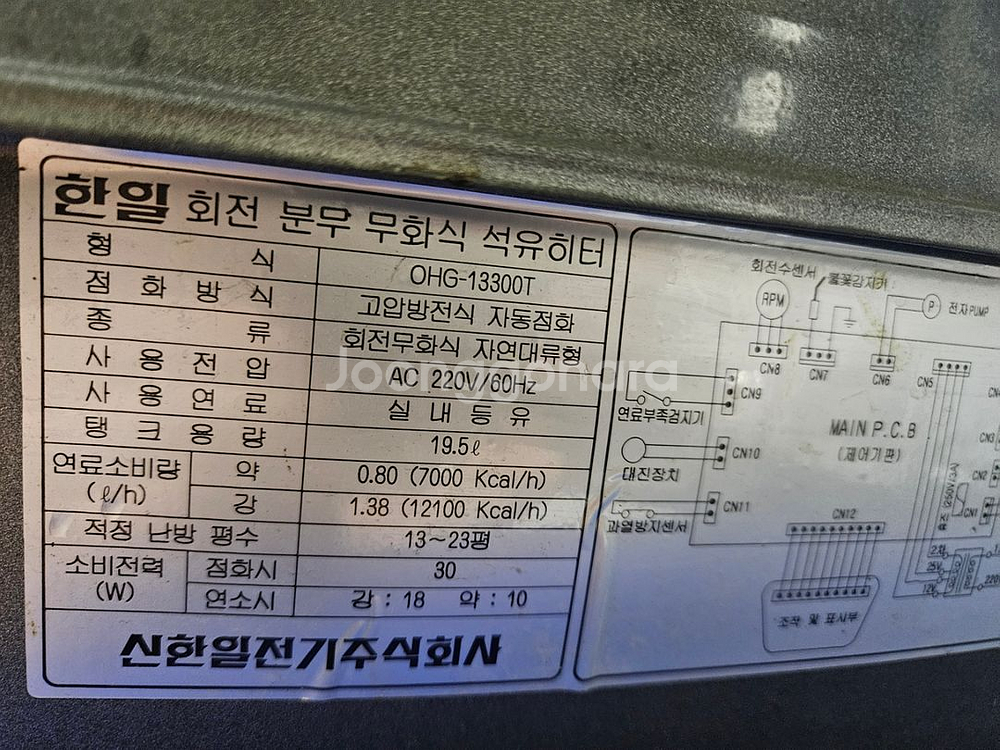 한일 회전 분무 무화식 석유히터
형 식 OHG-13300T
점 화 방 식 고압방전식 자동점화
종 류 회전무화식 자연대류형
사 용 전 압 AC 220V/60Hz
사 용 연 료 실 내 등 유
탱 크 용 량 19.5ℓ
연료소비량 (ℓ/h) 약 0.80 (7000 Kcal/h)
강 1.38 (12100 Kcal/h)
적정 난방 평수 13~23평
소비전력 (W) 점화시 30
연소시 강 : 18 약 : 10
신한일전기주식회사
회전수센서
불꽃감지기
RPM
P
전자PUMP
CN8
CN7
CN6
CN5
CN9
연료부족검지기
MAIN P.C.B
(제어기판)
CN10
대진장치
CN3
CN2
CN11
과열방지센서
CN12
CN1
2차
25V
12V
조작 및 표시부
Joonggonara